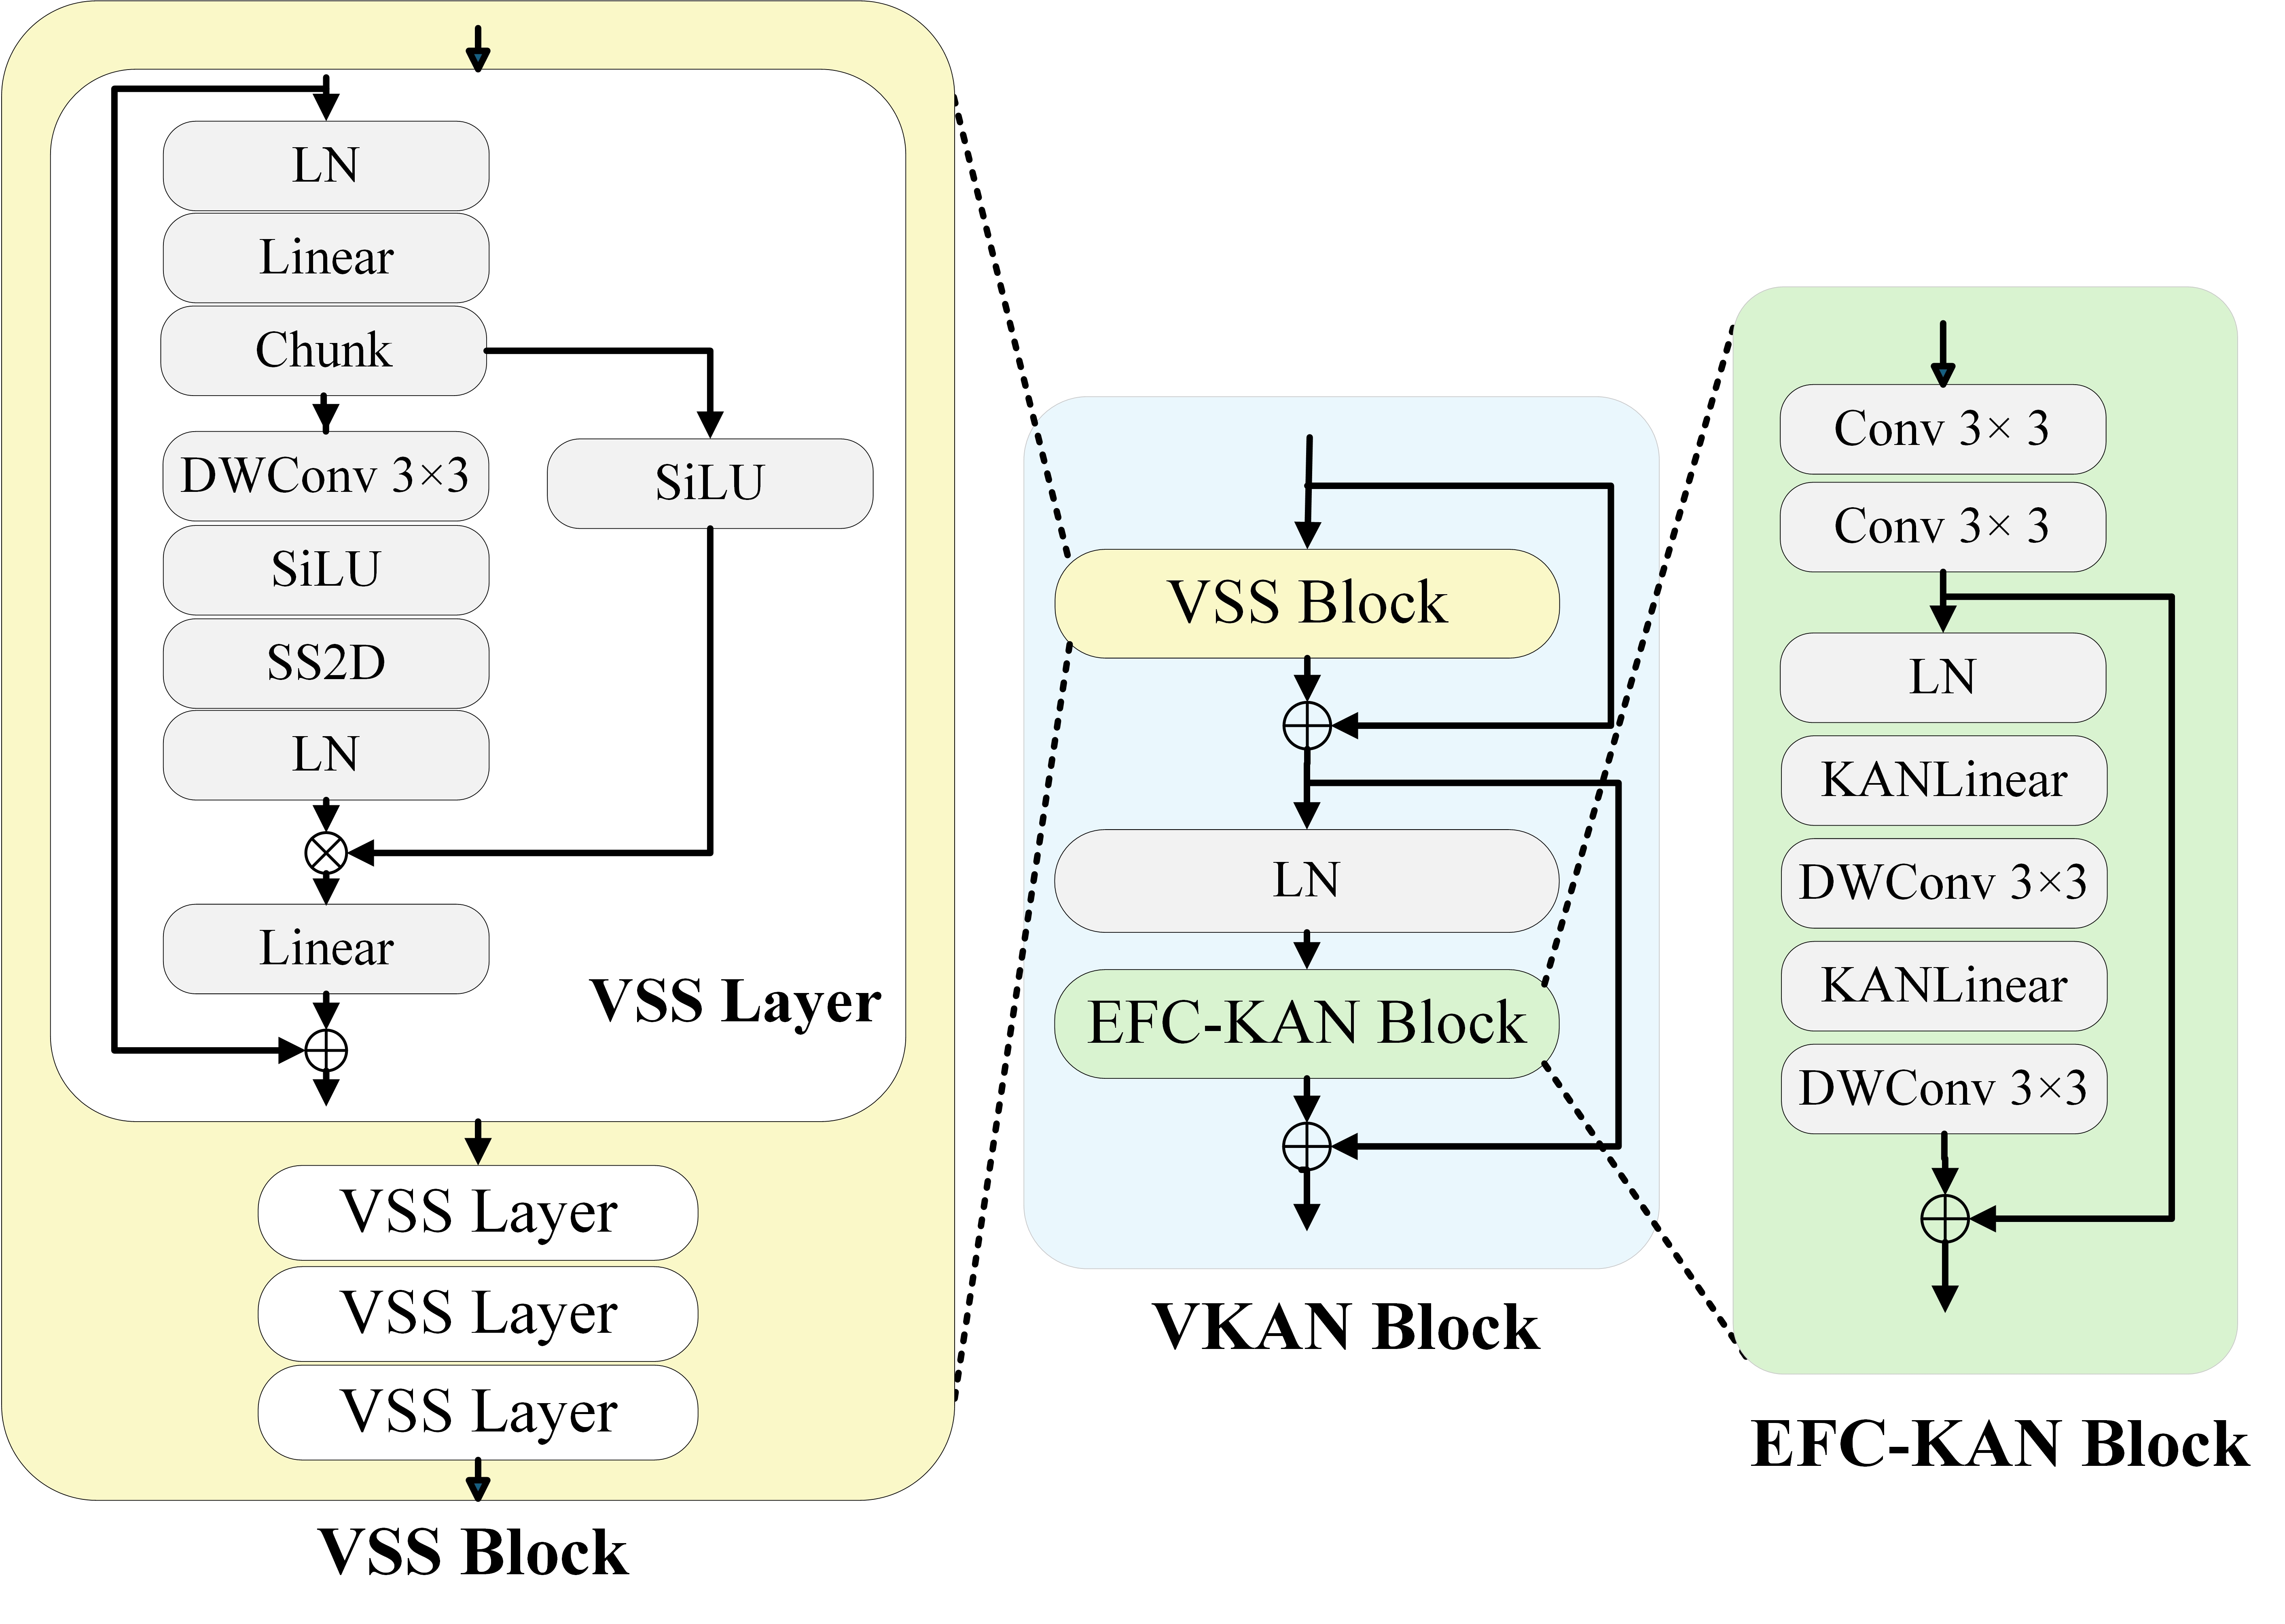 LN
Linear
Chunk
DWConv 3×3
SiLU
SiLU
SS2D
LN
Linear
VSS Layer
VSS Layer
VSS Layer
VSS Layer
VSS Block
VSS Block
LN
EFC-KAN Block
VKAN Block
Conv 3× 3
Conv 3× 3
LN
KANLinear
DWConv 3×3
KANLinear
DWConv 3×3
EFC-KAN Block